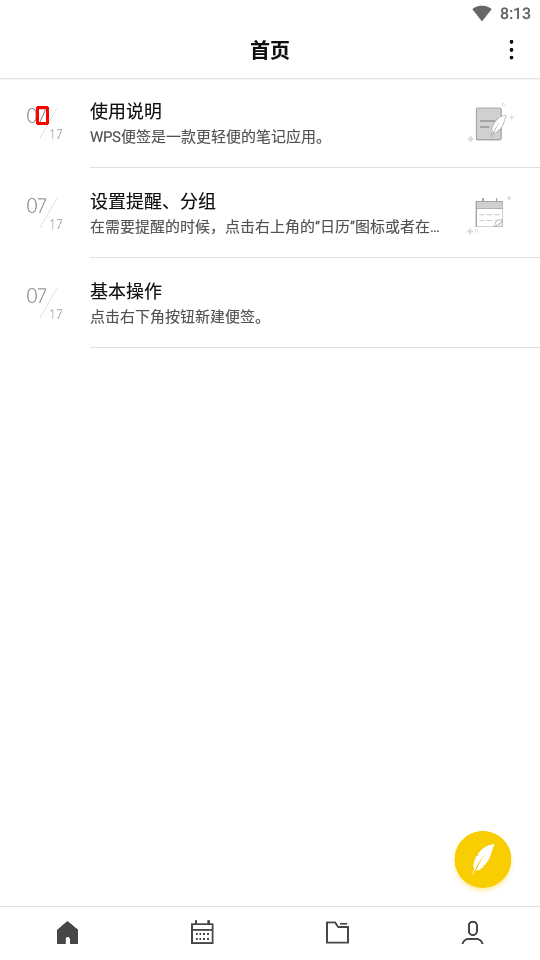 8:13
首页
07/17
使用说明
WPS便签是一款更轻便的笔记应用。
07/17
设置提醒、分组
在需要提醒的时候，点击右上角的“日历”图标或者在...
07/17
基本操作
点击右下角按钮新建便签。